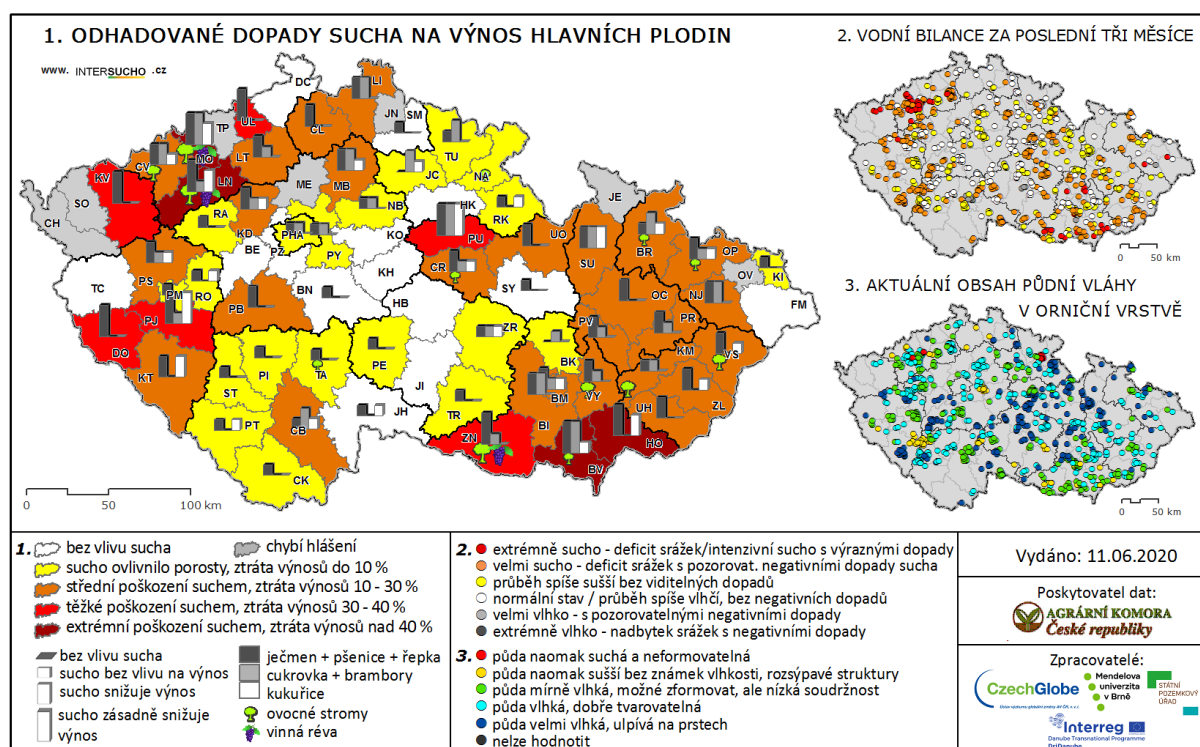 1. ODHADOVANÉ DOPADY SUCHA NA VÝNOS HLAVNÍCH PLODIN
www. INTERSUCHO .cz
DC
LI
UL
TP
JN
SM
CL
MO
LT
CV
TU
KV
LN
ME
MB
JC
NA
SO
CH
RA
KD
NB
HK
RK
JE
PHA
BE
PZ
PY
KO
PU
UO
SU
BR
OP
PS
RO
BN
KH
CR
OV
KI
TC
PM
PB
HB
SY
OC
NJ
FM
PJ
DO
ZR
PV
PR
KT
PI
TA
PE
BK
KM
VS
ST
JI
BM
VY
ZL
PT
CB
JH
TR
BI
UH
ZN
HO
CK
BV
0 50 100 km
2. VODNÍ BILANCE ZA POSLEDNÍ TŘI MĚSÍCE
0 50 km
3. AKTUÁLNÍ OBSAH PŮDNÍ VLÁHY
V ORNIČNÍ VRSTVĚ
0 50 km
1. bez vlivu sucha chybí hlášení
sucho ovlivnilo porosty, ztráta výnosů do 10 %
střední poškození suchem, ztráta výnosů 10 - 30 %
těžké poškození suchem, ztráta výnosů 30 - 40 %
extrémní poškození suchem, ztráta výnosů nad 40 %
bez vlivu sucha
sucho bez vlivu na výnos
sucho snižuje výnos
sucho zásadně snižuje
výnos
ječmen + pšenice + řepka
cukrovka + brambory
kukuřice
ovocné stromy
vinná réva
2. extrémně sucho - deficit srážek/intenzivní sucho s výraznými dopady
velmi sucho - deficit srážek s pozorovat. negativními dopady sucha
průběh spíše sušší bez viditelných dopadů
normální stav / průběh spíše vlhčí, bez negativních dopadů
velmi vlhko - s pozorovatelnými negativními dopady
extrémně vlhko - nadbytek srážek s negativními dopady
3. půda naomak suchá a neformovatelná
půda naomak sušší bez známek vlhkosti, rozsýpavé struktury
půda mírně vlhká, možné zformovat, ale nízká soudržnost
půda vlhká, dobře tvarovatelná
půda velmi vlhká, ulpívá na prstech
nelze hodnotit
Vydáno: 11.06.2020
Poskytovatel dat:
AGRÁRNÍ KOMORA
České republiky
Zpracovatelé:
CzechGlobe
Mendelova
univerzita
v Brně
STÁTNÍ
POZEMKOVÝ
ÚŘAD
Interreg
Danube Transnational Programme
DriDanube